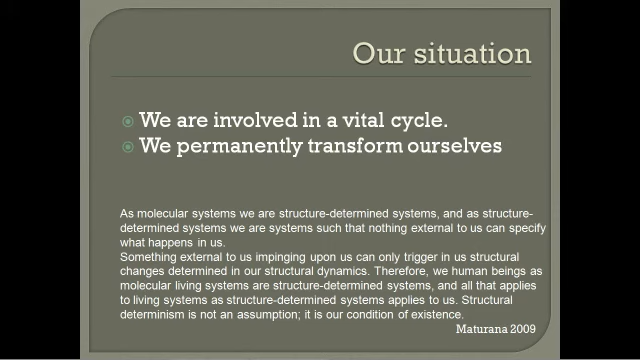 Our situation
We are involved in a vital cycle.
We permanently transform ourselves
As molecular systems we are structure-determined systems, and as structure-
determined systems we are systems such that nothing external to us can specify
what happens in us.
Something external to us impinging upon us can only trigger in us structural
changes determined in our structural dynamics. Therefore, we human beings as
molecular living systems are structure-determined systems, and all that applies
to living systems as structure-determined systems applies to us. Structural
determinism is not an assumption; it is our condition of existence.
Maturana 2009